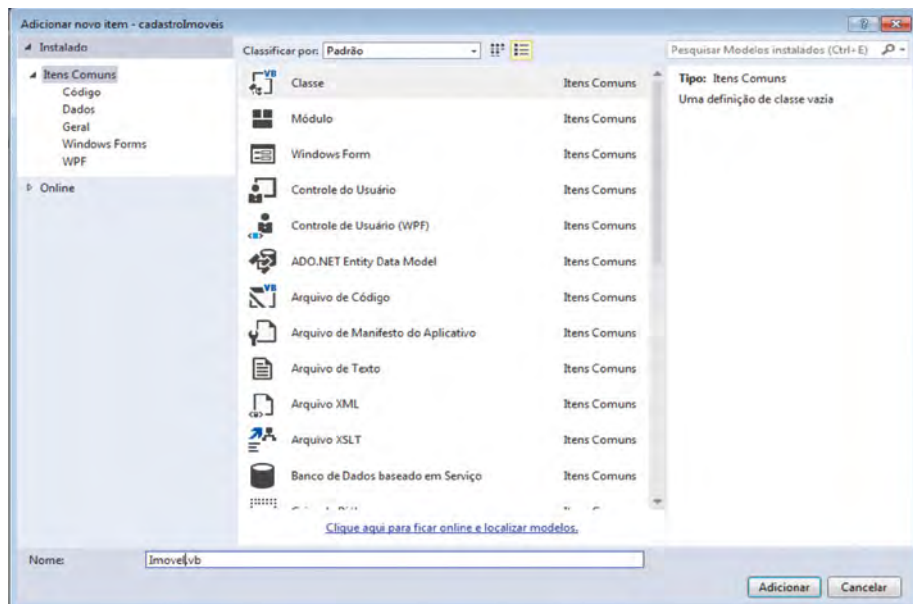 Adicionar novo item - cadastroImoveis
Instalado
Itens Comuns
Código
Dados
Geral
Windows Forms
WPF
Online
Classificar por: Padrão
Pesquisar Modelos instalados (Ctrl+E)
VB Classe Itens Comuns
Módulo Itens Comuns
Windows Form Itens Comuns
Controle do Usuário Itens Comuns
Controle de Usuário (WPF) Itens Comuns
ADO.NET Entity Data Model Itens Comuns
VB Arquivo de Código Itens Comuns
Arquivo de Manifesto do Aplicativo Itens Comuns
Arquivo de Texto Itens Comuns
Arquivo XML Itens Comuns
Arquivo XSLT Itens Comuns
Banco de Dados baseado em Serviço Itens Comuns
Clique aqui para ficar online e localizar modelos.
Tipo: Itens Comuns
Uma definição de classe vazia
Nome: Imovel.vb
Adicionar Cancelar